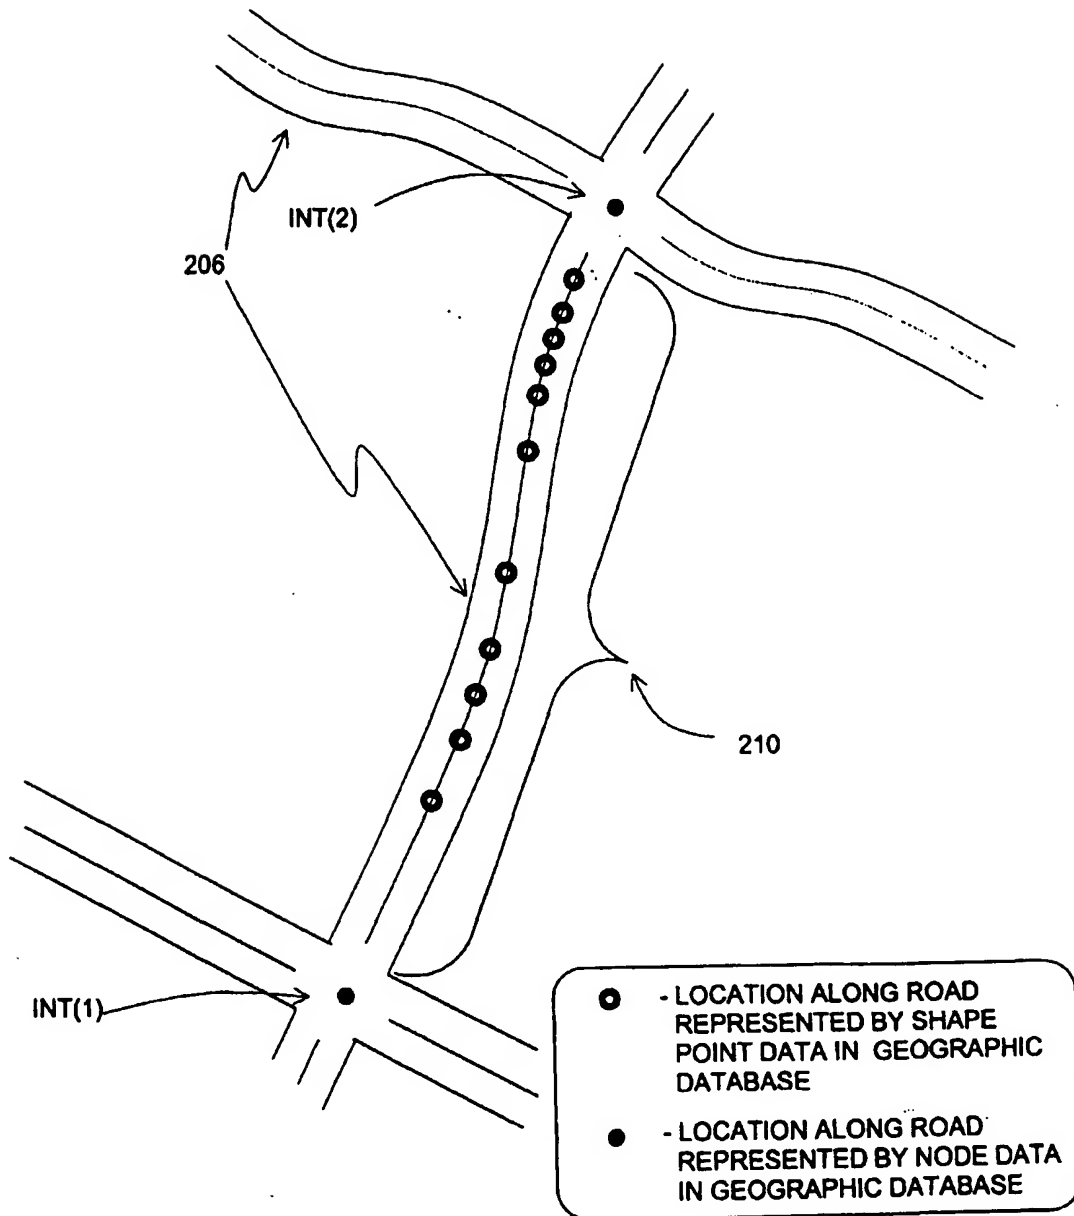 INT(2)
206
210
INT(1)
- LOCATION ALONG ROAD
REPRESENTED BY SHAPE
POINT DATA IN GEOGRAPHIC
DATABASE
- LOCATION ALONG ROAD
REPRESENTED BY NODE DATA
IN GEOGRAPHIC DATABASE